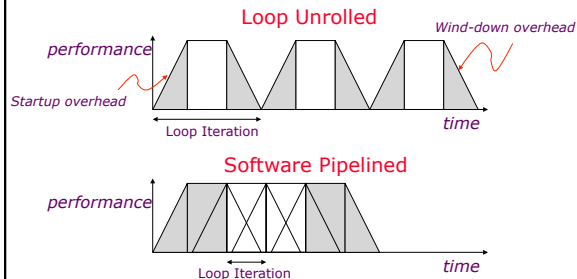 Loop Unrolled
Wind-down overhead
performance
Startup overhead
Loop Iteration
time
Software Pipelined
performance
time
Loop Iteration